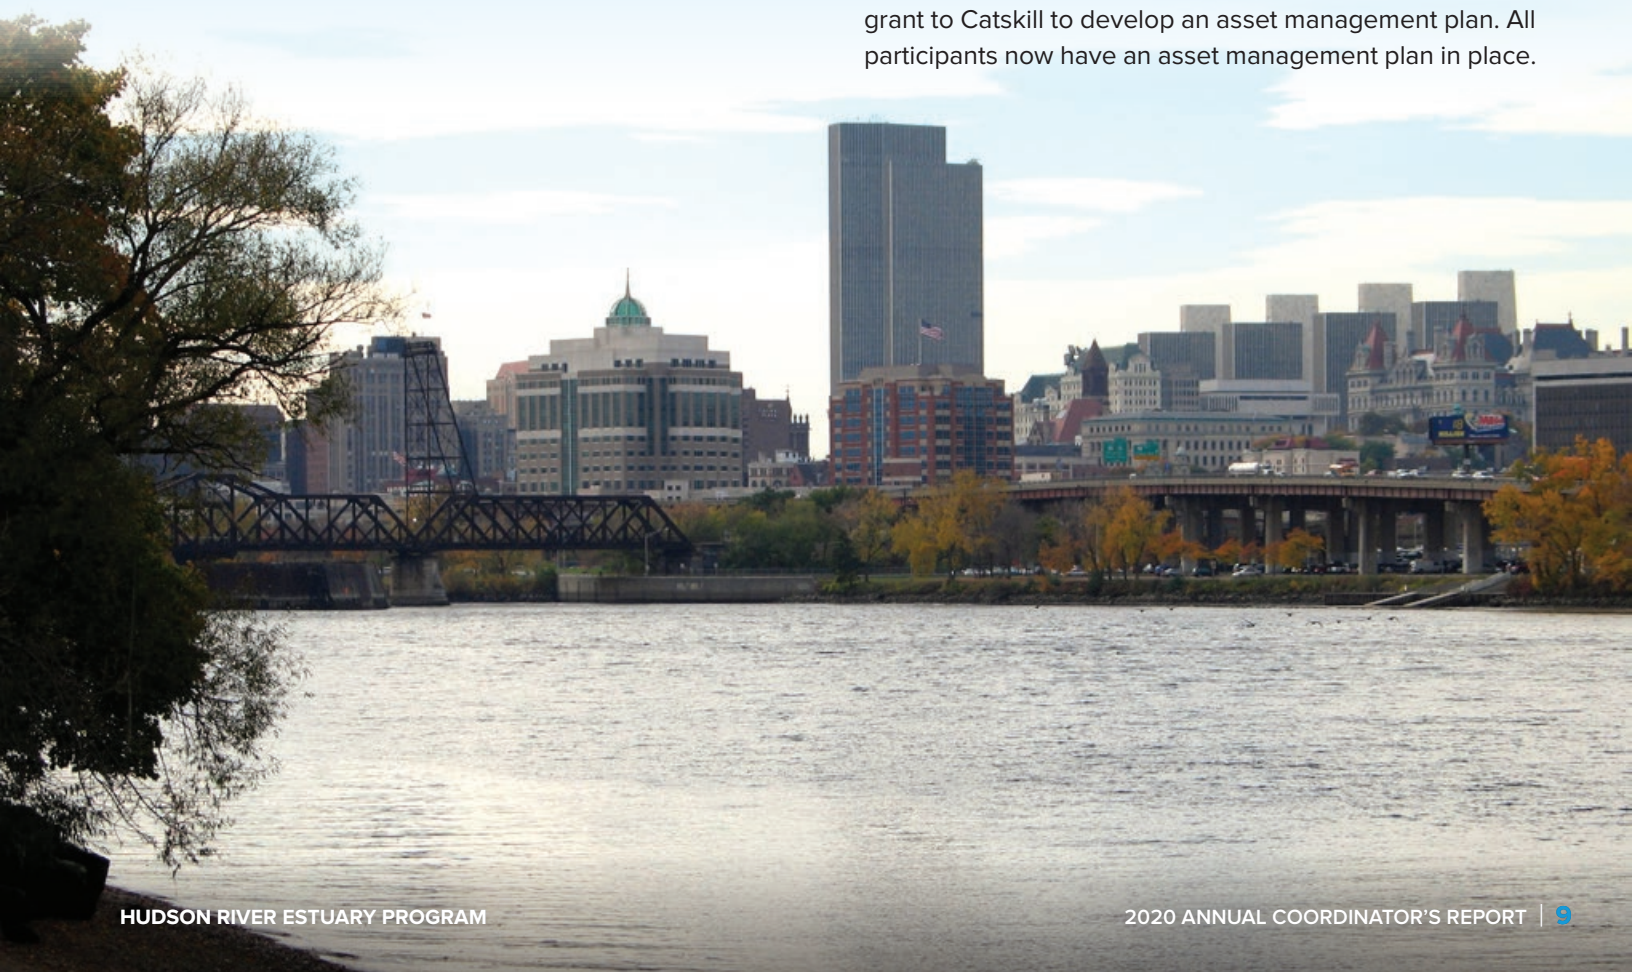 grant to Catskill to develop an asset management plan. All
participants now have an asset management plan in place.
HUDSON RIVER ESTUARY PROGRAM
2020 ANNUAL COORDINATOR’S REPORT | 9